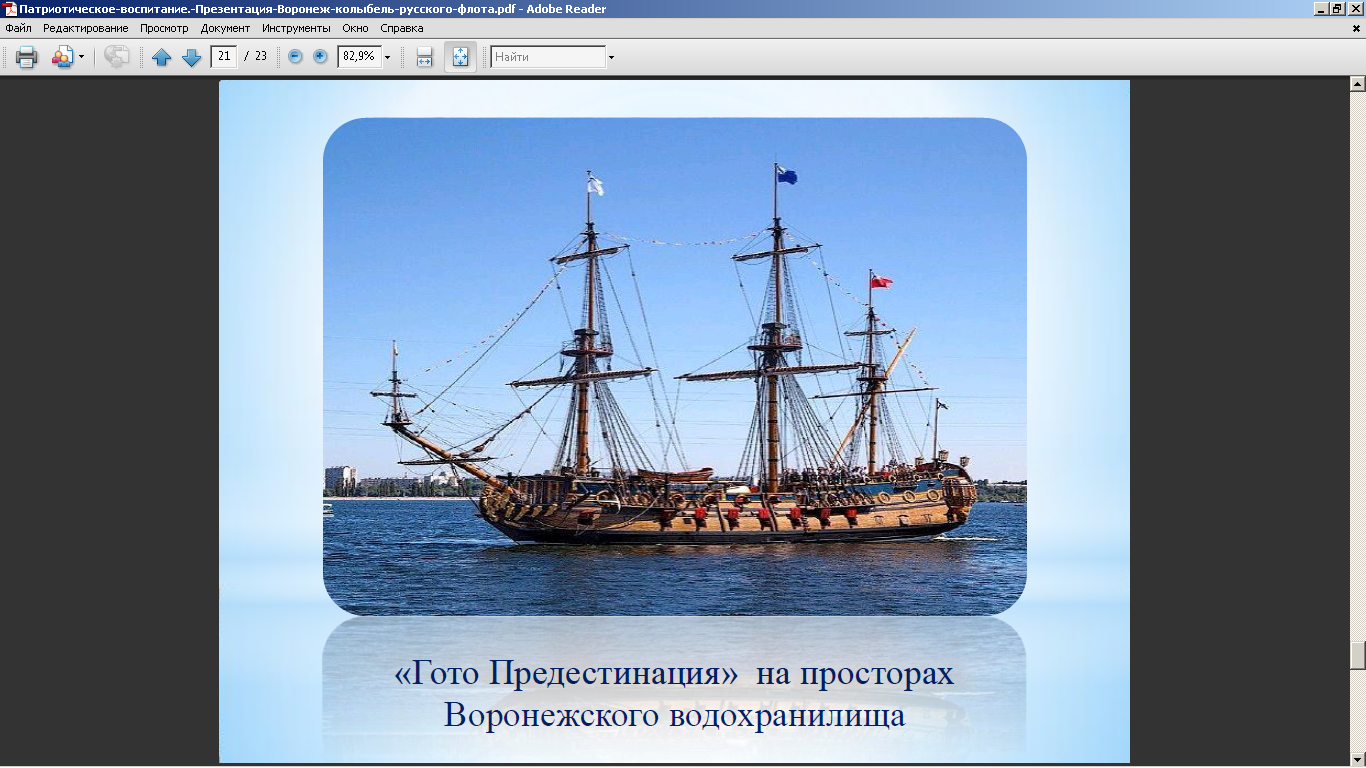 Патриотическое-воспитание.-Презентация-Воронеж-колыбель-русского-флота.pdf - Adobe Reader
Файл Редактирование Просмотр Документ Инструменты Окно Справка
21 / 23 82,9% Найти
«Гото Предестинация» на просторах
Воронежского водохранилища